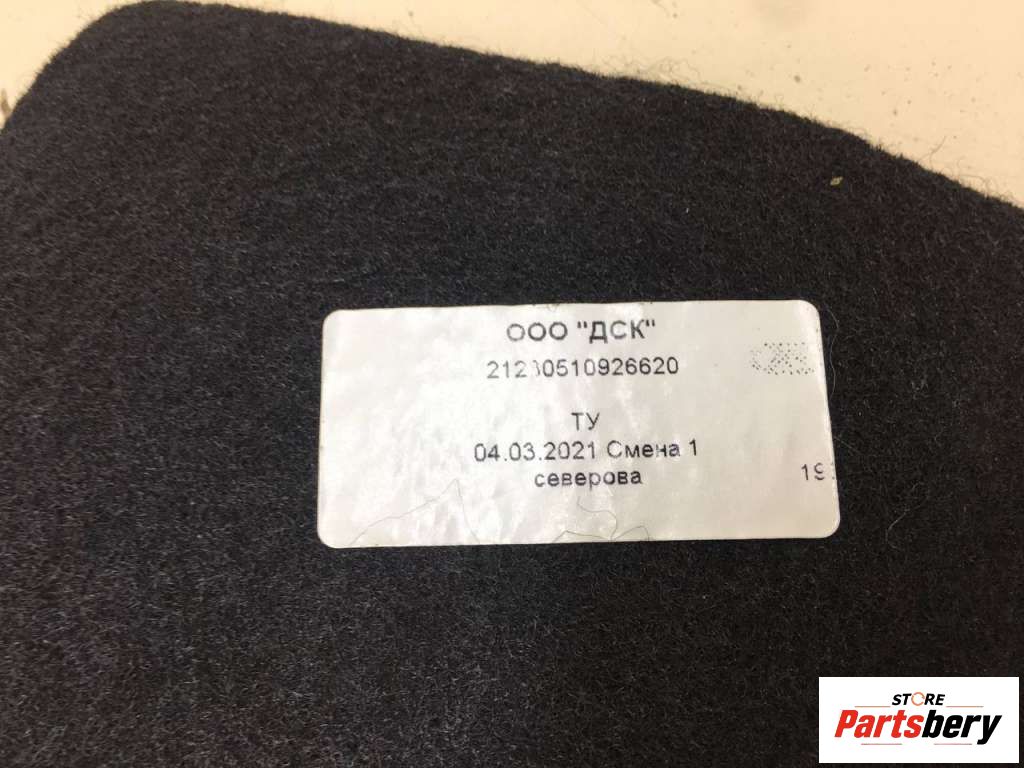 ООО "ДСК"
21230510926620
ТУ
04.03.2021 Смена 1
северова
19
STORE
Partsbery